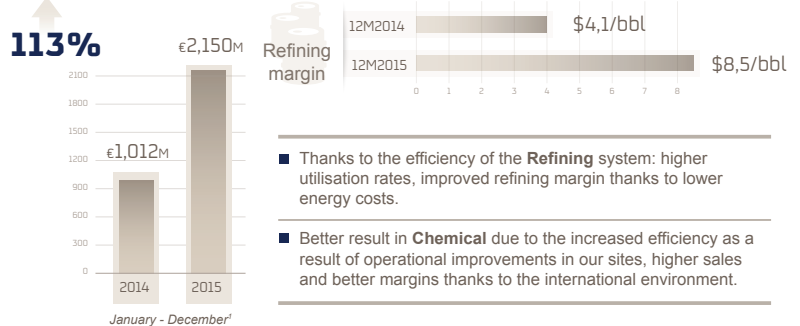 113%
€2,150M
2100
1800
1500
€1,012M
1200
900
600
300
0
2014
2015
January - December¹
Refining
margin
12M2014
$4,1/bbl
12M2015
$8,5/bbl
0 1 2 3 4 5 6 7 8
Thanks to the efficiency of the Refining system: higher
utilisation rates, improved refining margin thanks to lower
energy costs.
Better result in Chemical due to the increased efficiency as a
result of operational improvements in our sites, higher sales
and better margins thanks to the international environment.